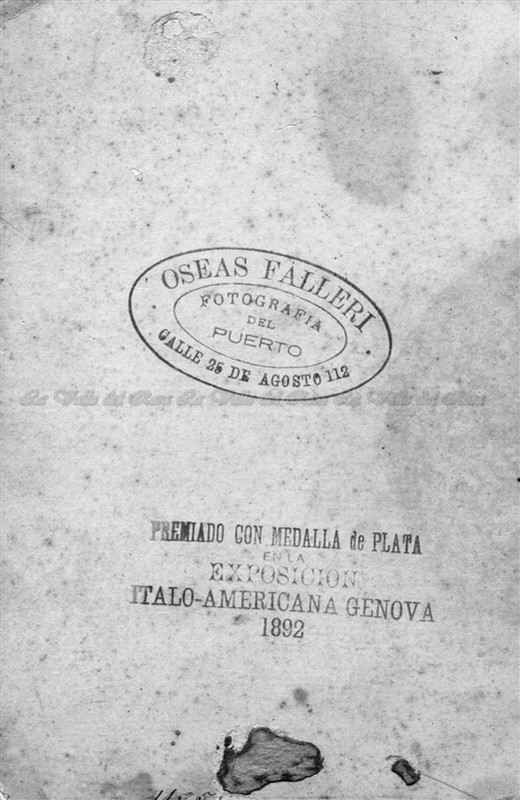 OSEAS FALLERI
FOTOGRAFIA
DEL
PUERTO
CALLE 25 DE AGOSTO 112
PREMIADO CON MEDALLA de PLATA
EN LA
EXPOSICION
ITALO-AMERICANA GENOVA
1892